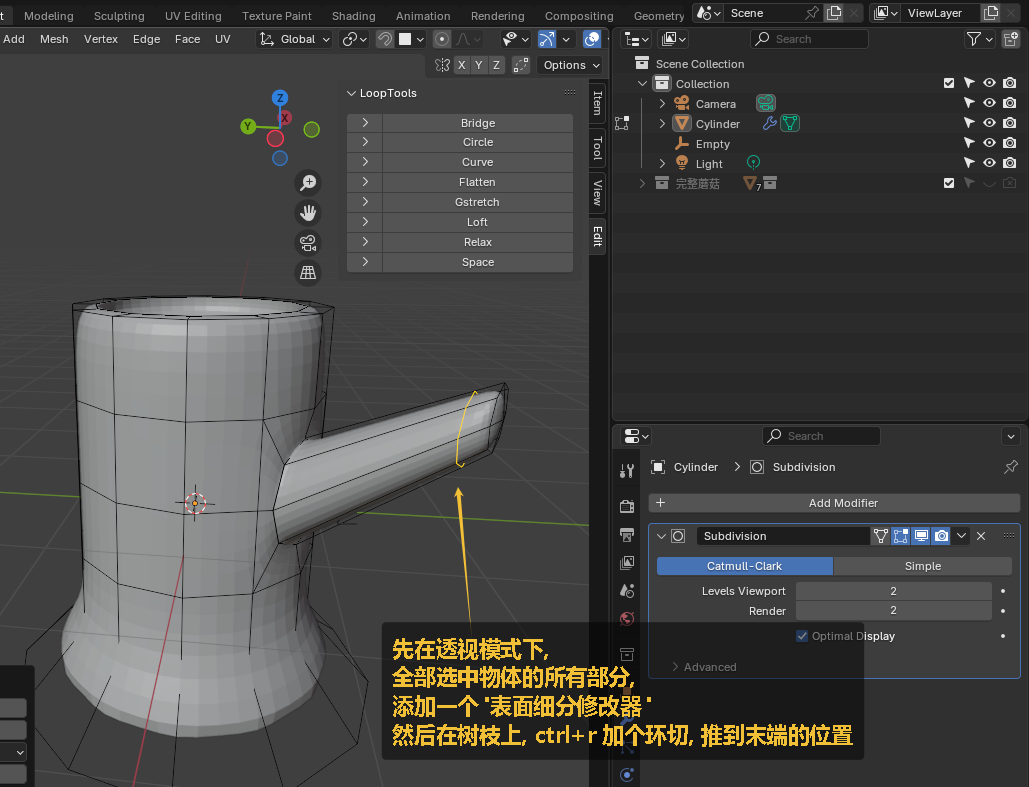 Modeling Sculpting UV Editing Texture Paint Shading Animation Rendering Compositing Geometry Scene ViewLayer
Add Mesh Vertex Edge Face UV Global Search
X Y Z Options
Scene Collection
Collection
Camera
Cylinder
Empty
Light
完整蘑菇 7
LoopTools
Bridge
Circle
Curve
Flatten
Gstretch
Loft
Relax
Space
Item
Tool
View
Edit
Z
X
Y
Search
Cylinder Subdivision
Add Modifier
Subdivision
Catmull-Clark Simple
Levels Viewport 2
Render 2
Optimal Display
Advanced
先在透视模式下,
全部选中物体的所有部分,
添加一个 "表面细分修改器"
然后在树枝上, ctrl+r 加个环切, 推到末端的位置